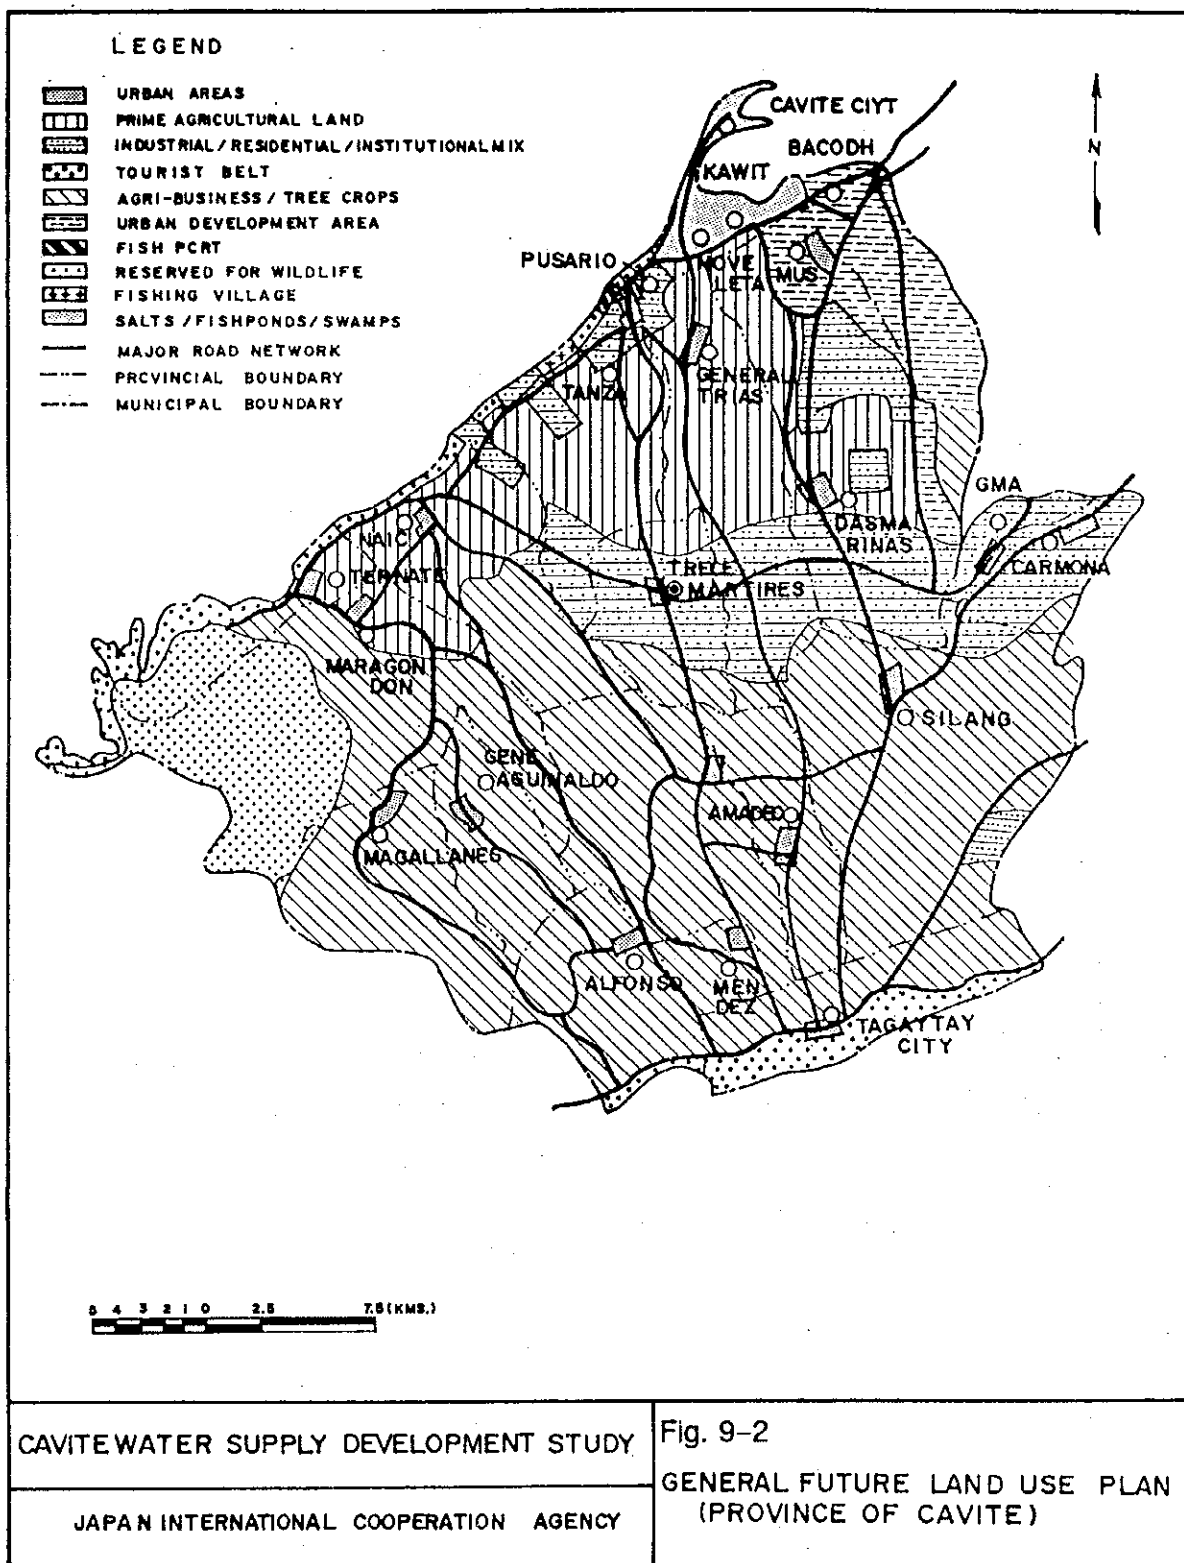 LEGEND
URBAN AREAS
PRIME AGRICULTURAL LAND
INDUSTRIAL/RESIDENTIAL/INSTITUTIONAL MIX
TOURIST BELT
AGRI-BUSINESS / TREE CROPS
URBAN DEVELOPMENT AREA
FISH PCRT
RESERVED FOR WILDLIFE
FISHING VILLAGE
SALTS /FISHPONDS/SWAMPS
MAJOR ROAD NETWORK
PRCVINCIAL BOUNDARY
MUNICIPAL BOUNDARY
N
CAVITE CIYT
BACODH
KAWIT
PUSARIO
NOVE
LETA
MUS
TANZA
GENERAL
TRIAS
GMA
DASMA
RINAS
CARMONA
NAIC
TERNATE
TRECE
MARTIRES
MARAGON
DON
SILANG
GENE
AGUINALDO
AMADEO
MAGALLANES
ALFONSO
MEN
DEZ
TAGAYTAY
CITY
5 4 3 2 1 0 2.5 7.5 (KMS.)
CAVITE WATER SUPPLY DEVELOPMENT STUDY
JAPAN INTERNATIONAL COOPERATION AGENCY
Fig. 9-2
GENERAL FUTURE LAND USE PLAN
(PROVINCE OF CAVITE)